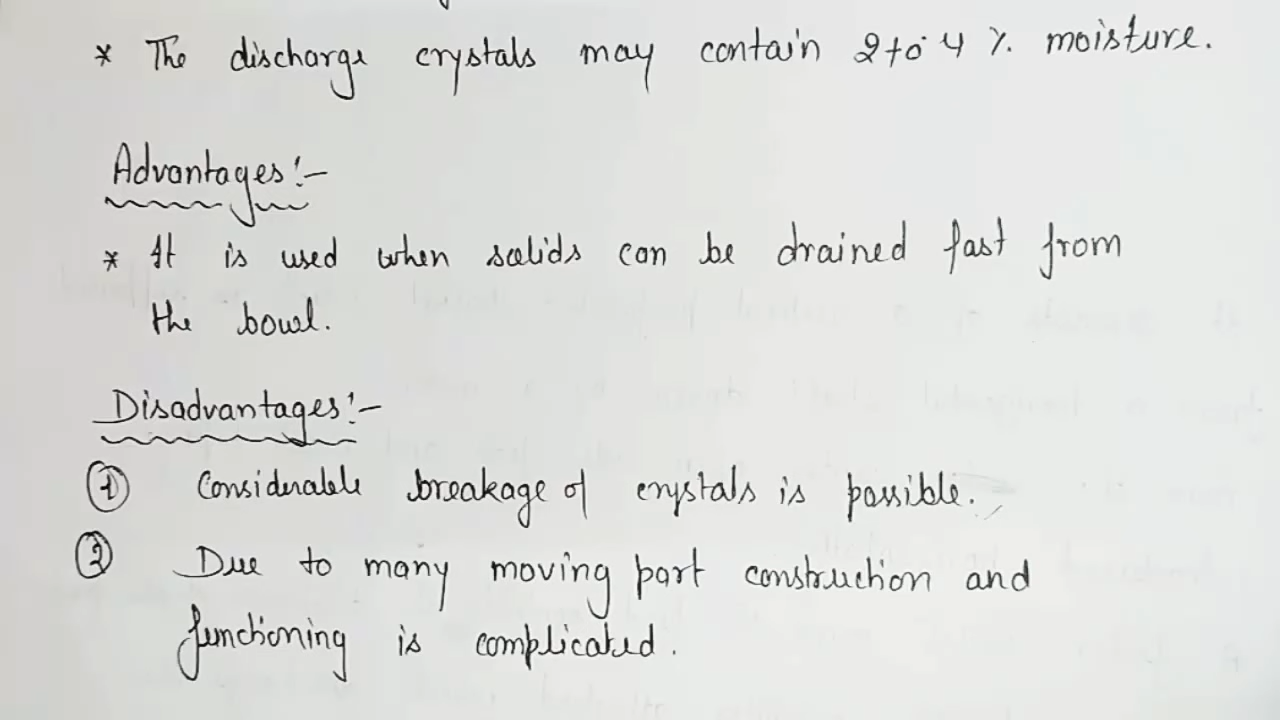 * The discharge crystals may contain 2 to 4 % moisture.
Advantages:-
* It is used when solids can be drained fast from
the bowl.
Disadvantages:-
① Considerable breakage of crystals is possible.
② Due to many moving part construction and
functioning is complicated.